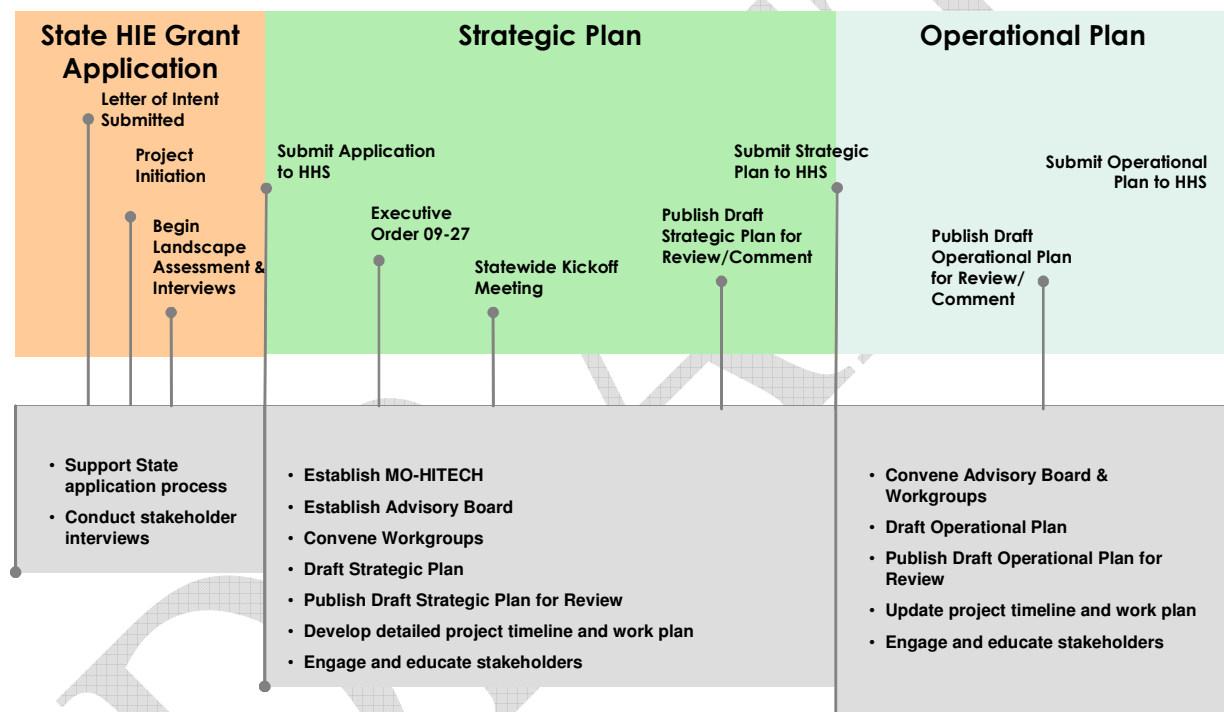 State HIE Grant
Application
Strategic Plan
Operational Plan
Letter of Intent
Submitted
Project
Initiation
Begin
Landscape
Assessment &
Interviews
Submit Application
to HHS
Executive
Order 09-27
Statewide Kickoff
Meeting
Publish Draft
Strategic Plan for
Review/Comment
Submit Strategic
Plan to HHS
Publish Draft
Operational Plan
for Review/
Comment
Submit Operational
Plan to HHS
• Support State
application process
• Conduct stakeholder
interviews
• Establish MO-HITECH
• Establish Advisory Board
• Convene Workgroups
• Draft Strategic Plan
• Publish Draft Strategic Plan for Review
• Develop detailed project timeline and work plan
• Engage and educate stakeholders
• Convene Advisory Board &
Workgroups
• Draft Operational Plan
• Publish Draft Operational Plan for
Review
• Update project timeline and work plan
• Engage and educate stakeholders